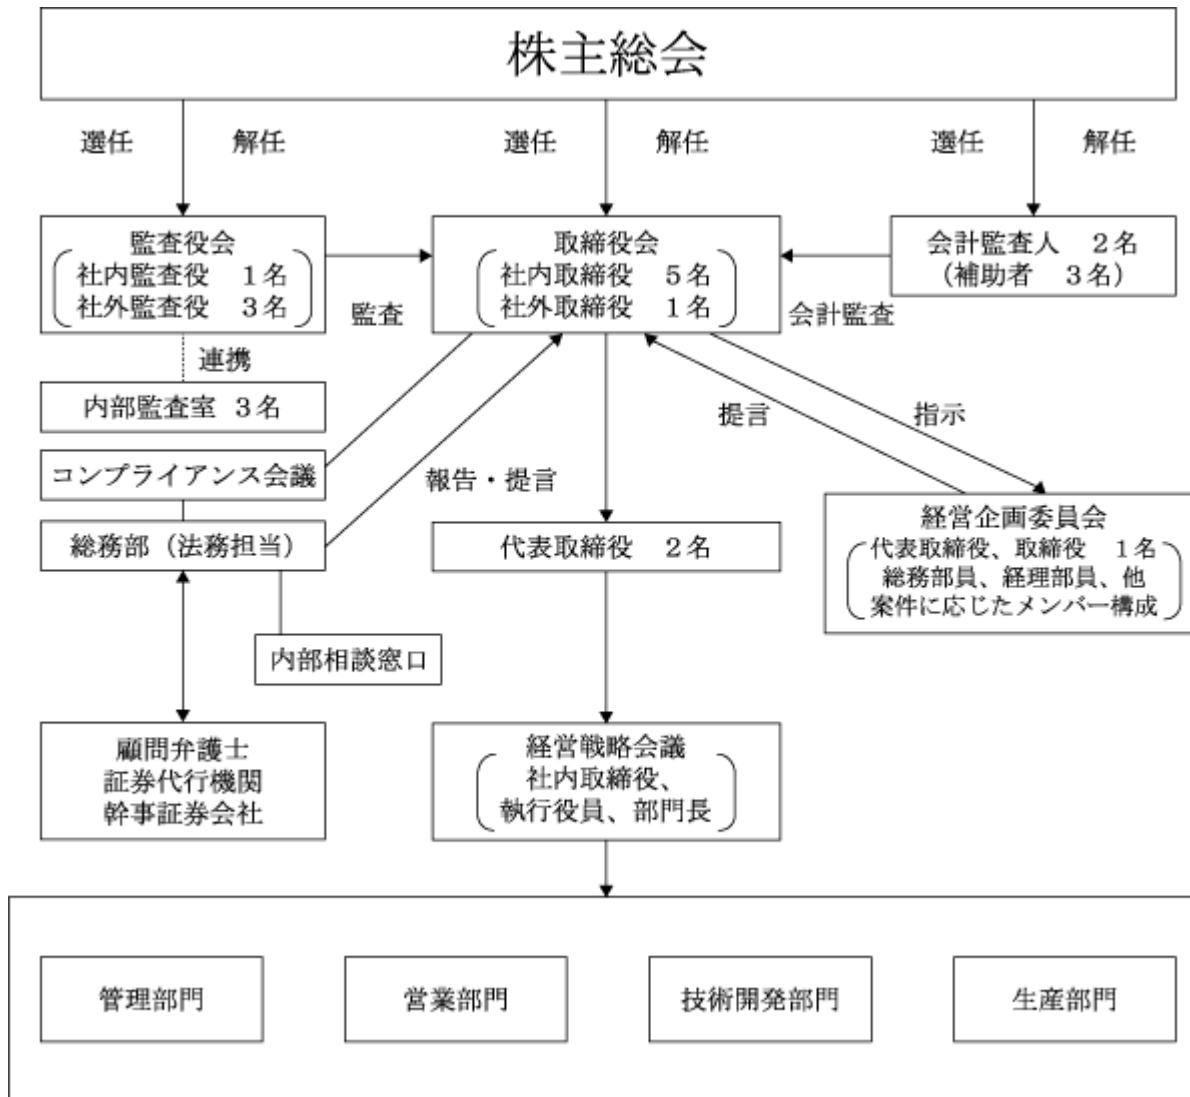 株主総会
選任 解任 選任 解任 選任 解任
監査役会
社内監査役 1名
社外監査役 3名
監査
取締役会
社内取締役 5名
社外取締役 1名
会計監査
会計監査人 2名
(補助者 3名)
連携
内部監査室 3名
コンプライアンス会議
総務部(法務担当)
報告・提言
提言
指示
代表取締役 2名
経営企画委員会
代表取締役、取締役 1名
総務部員、経理部員、他
案件に応じたメンバー構成
内部相談窓口
顧問弁護士
証券代行機関
幹事証券会社
経営戦略会議
社内取締役、
執行役員、部門長
管理部門
営業部門
技術開発部門
生産部門